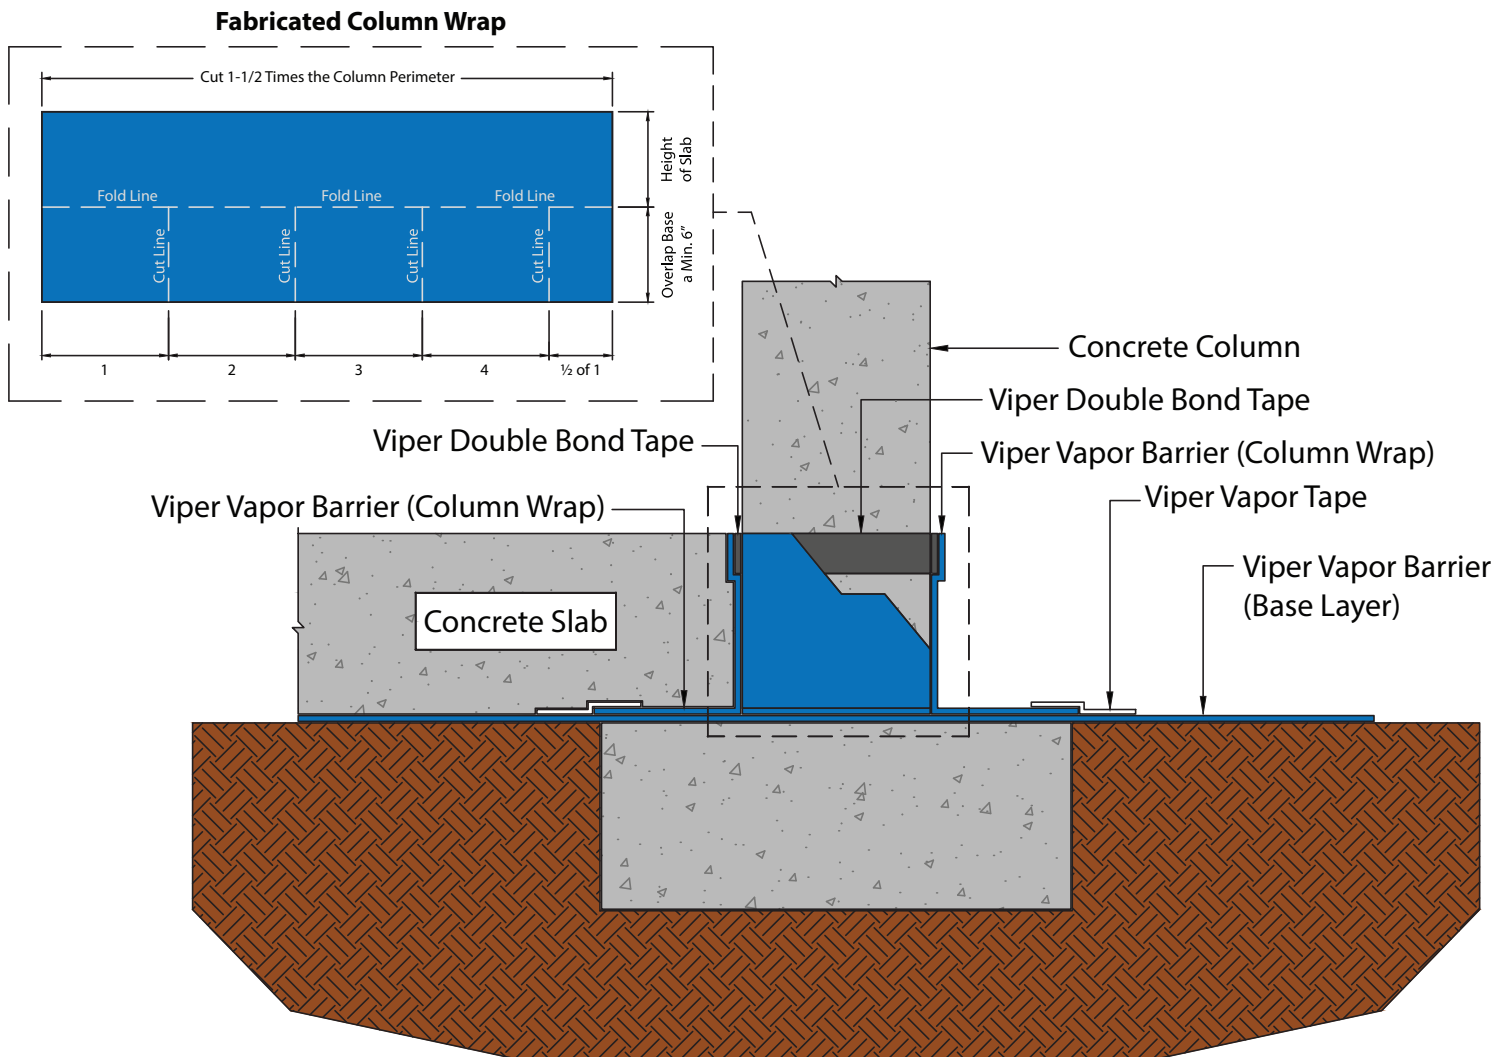 Fabricated Column Wrap
Cut 1-1/2 Times the Column Perimeter
Height
of Slab
Fold Line
Fold Line
Fold Line
Cut Line
Cut Line
Cut Line
Cut Line
Overlap Base
a Min. 6"
1
2
3
4
½ of 1
Concrete Column
Viper Double Bond Tape
Viper Double Bond Tape
Viper Vapor Barrier (Column Wrap)
Viper Vapor Barrier (Column Wrap)
Viper Vapor Tape
Viper Vapor Barrier
(Base Layer)
Concrete Slab